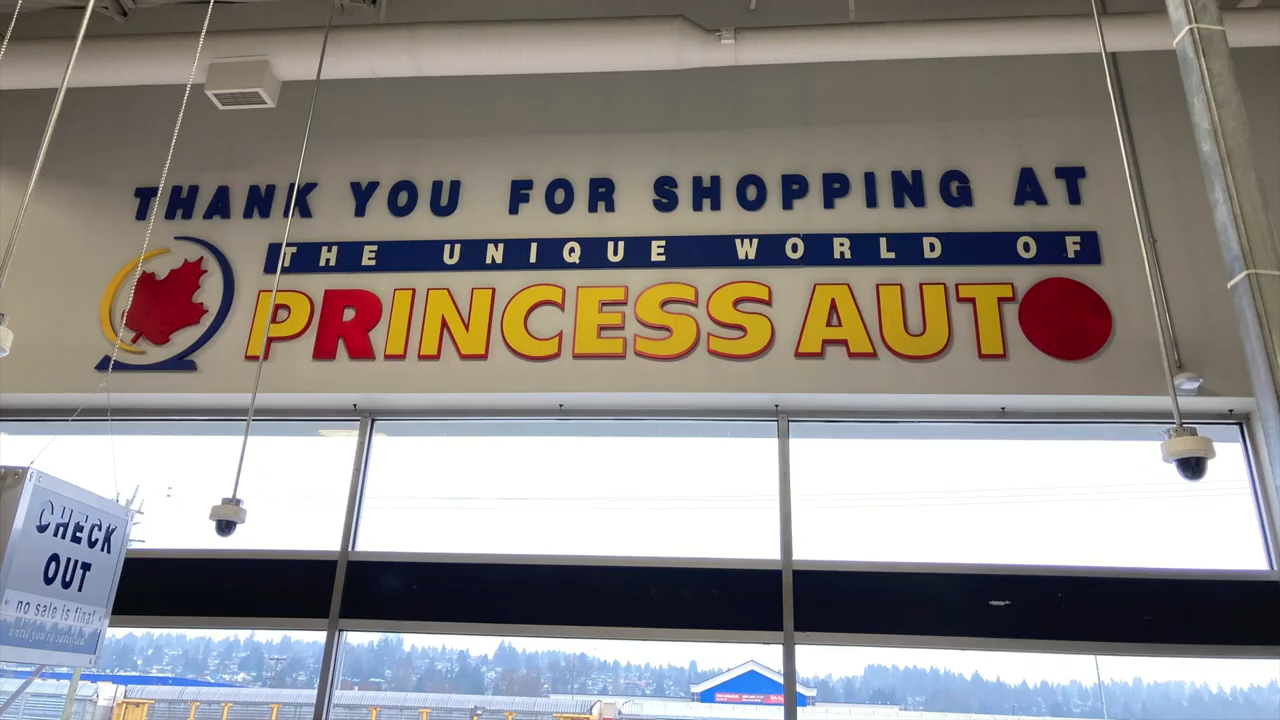 THANK YOU FOR SHOPPING AT
THE UNIQUE WORLD OF
PRINCESS AUTO
CHECK
OUT
no sale is final
until you're satisfied.